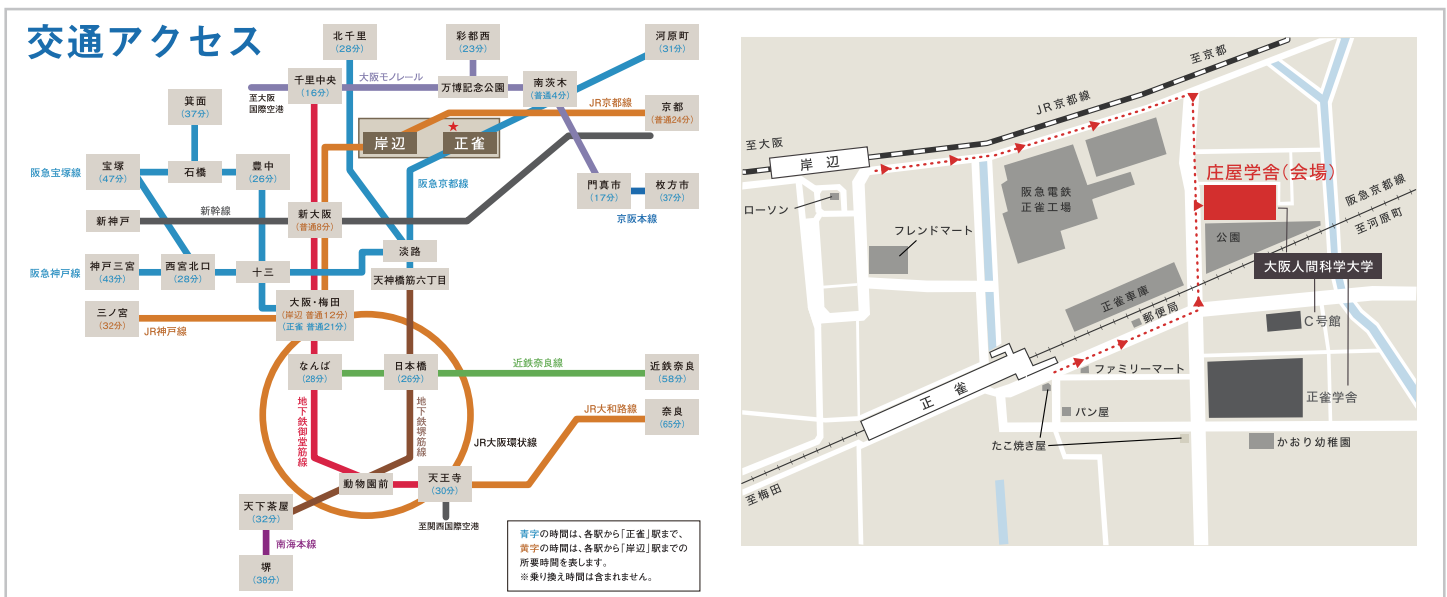 交通アクセス
北千里
(28分)
彩都西
(23分)
河原町
(31分)
千里中央
(16分)
大阪モノレール
万博記念公園
南茨木
(普通4分)
至大阪
国際空港
箕面
(37分)
JR京都線
京都
(普通24分)
岸辺
★
正雀
阪急宝塚線
宝塚
(47分)
石橋
豊中
(26分)
阪急京都線
門真市
(17分)
枚方市
(37分)
京阪本線
新神戸
新幹線
新大阪
(普通8分)
淡路
阪急神戸線
神戸三宮
(43分)
西宮北口
(28分)
十三
天神橋筋六丁目
三ノ宮
(32分)
JR神戸線
大阪・梅田
(岸辺 普通12分)
(正雀 普通21分)
なんば
(28分)
日本橋
(26分)
近鉄奈良線
近鉄奈良
(58分)
地下鉄御堂筋線
地下鉄堺筋線
JR大和路線
奈良
(65分)
JR大阪環状線
動物園前
天王寺
(30分)
天下茶屋
(32分)
至関西国際空港
南海本線
堺
(38分)
青字の時間は、各駅から「正雀」駅まで、
黄字の時間は、各駅から「岸辺」駅までの
所要時間を表します。
※乗り換え時間は含まれません。
至京都
JR京都線
至大阪
岸辺
ローソン
フレンドマート
阪急電鉄
正雀工場
庄屋学舎(会場)
阪急京都線
至河原町
公園
大阪人間科学大学
正雀車庫
郵便局
C号館
正雀
ファミリーマート
正雀学舎
パン屋
たこ焼き屋
かおり幼稚園
至梅田